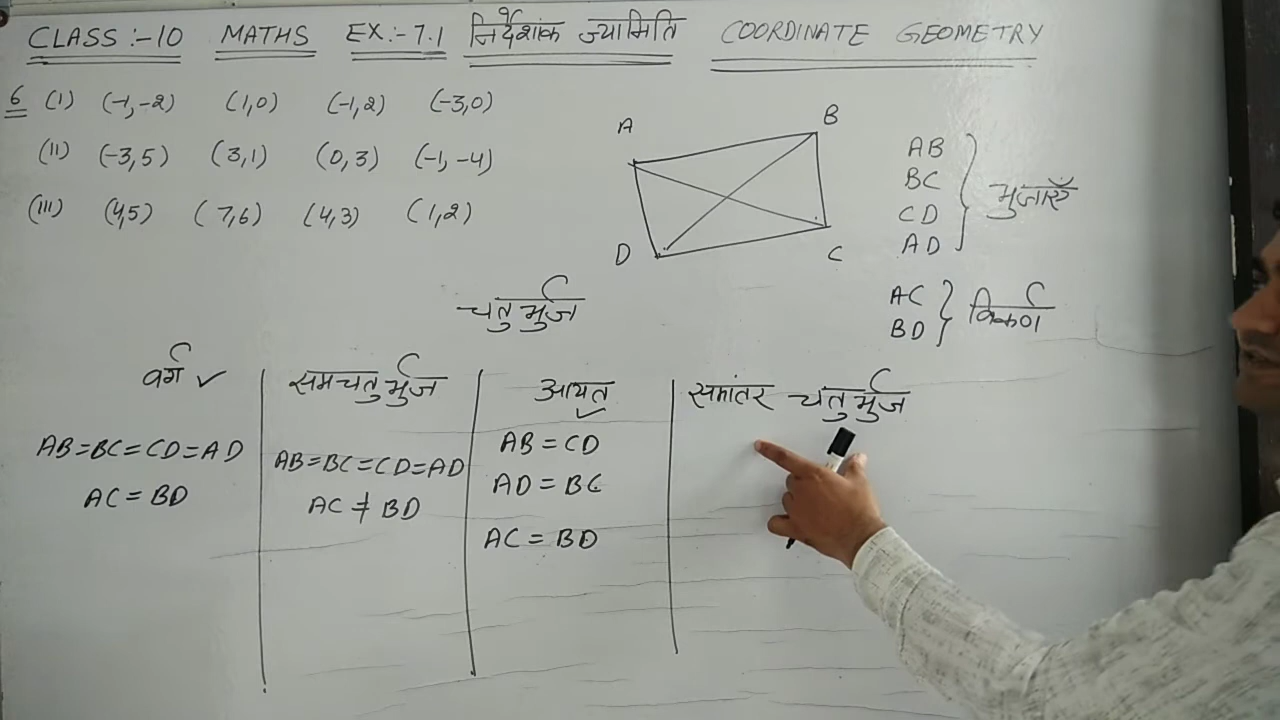 CLASS :- 10 MATHS EX:- 7.1 निर्देशांक ज्यामिति COORDINATE GEOMETRY
6 (I) (-1,-2) (1,0) (-1,2) (-3,0)
(II) (-3,5) (3,1) (0,3) (-1,-4)
(III) (4,5) (7,6) (4,3) (1,2)
A B
D C
AB
BC
CD
AD
भुजाएँ
AC
BD
विकर्ण
चतुर्भुज
वर्ग ✓
AB=BC=CD=AD
AC=BD
समचतुर्भुज
AB=BC=CD=AD
AC≠BD
आयत ✓
AB=CD
AD=BC
AC=BD
समांतर चतुर्भुज